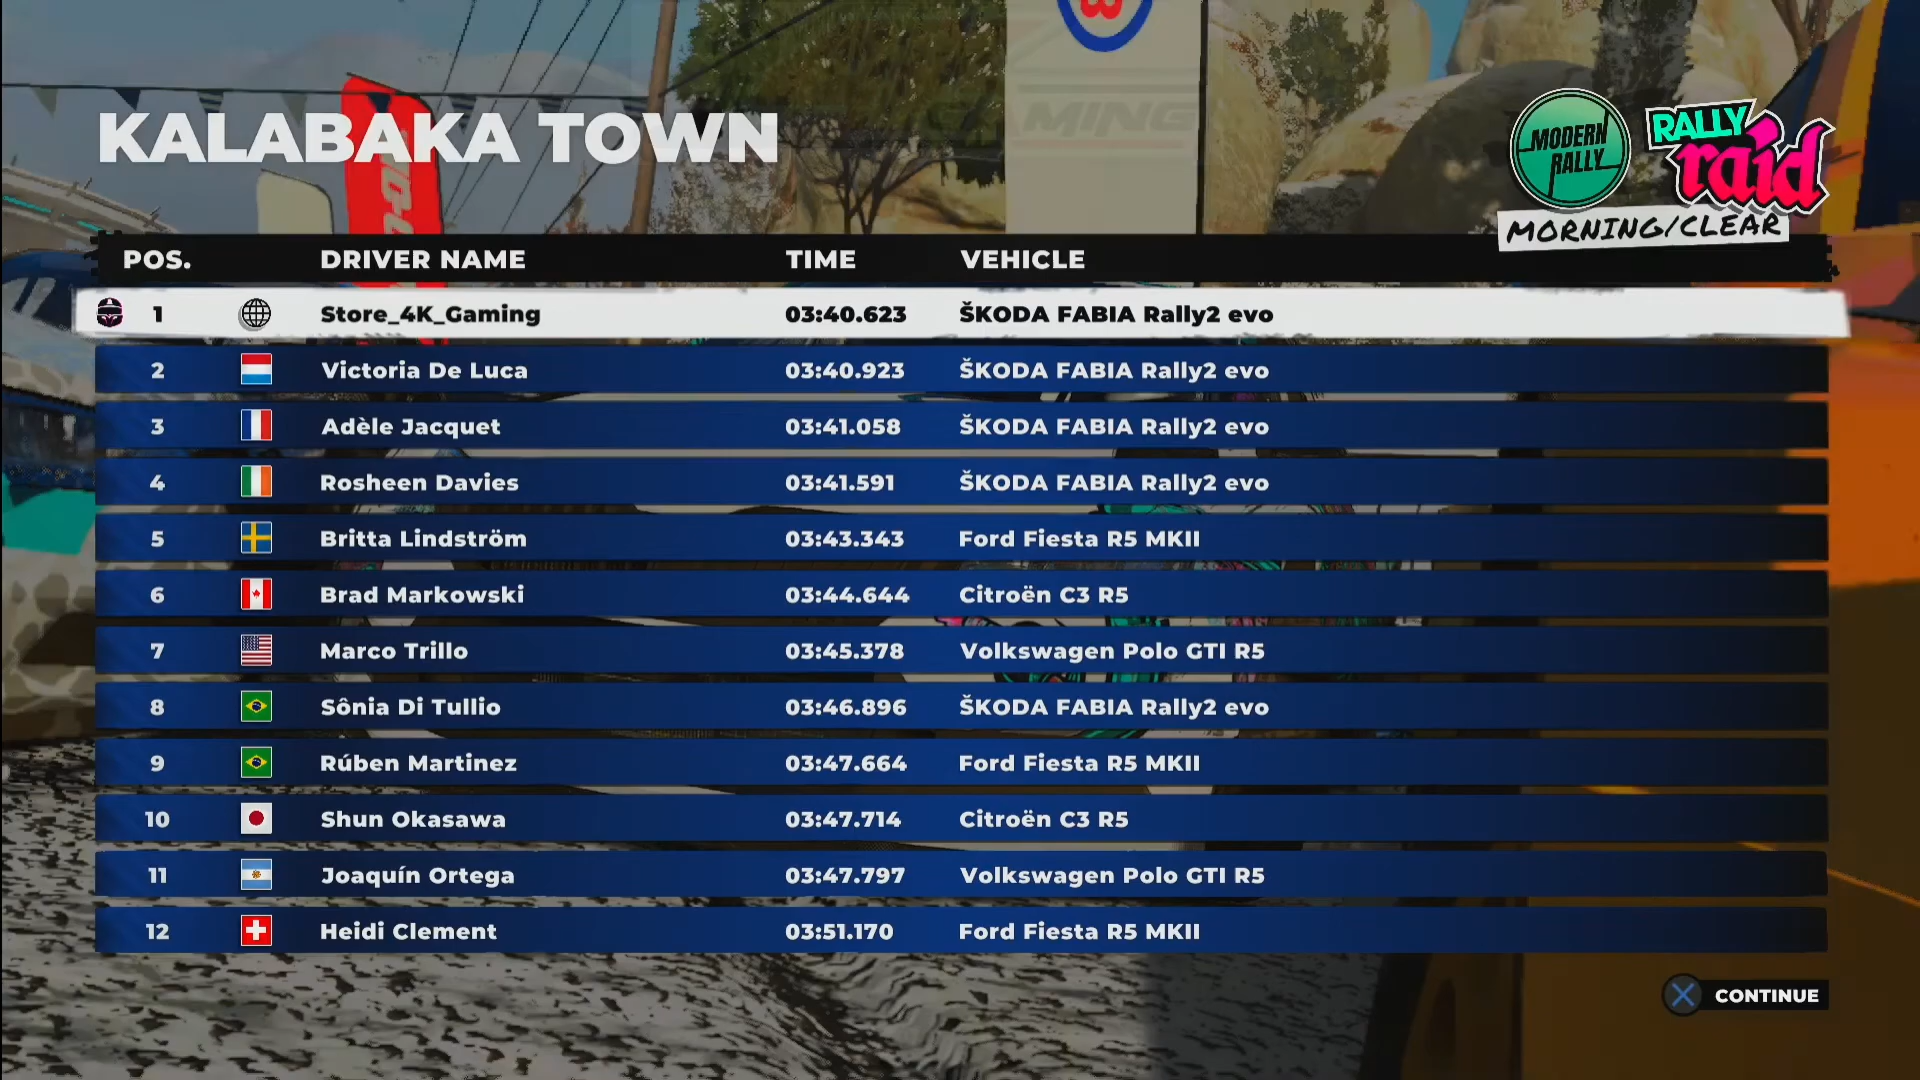 KALABAKA TOWN
MODERN RALLY
RALLY raid
MORNING/CLEAR
POS. DRIVER NAME TIME VEHICLE
1 Store_4K_Gaming 03:40.623 ŠKODA FABIA Rally2 evo
2 Victoria De Luca 03:40.923 ŠKODA FABIA Rally2 evo
3 Adèle Jacquet 03:41.058 ŠKODA FABIA Rally2 evo
4 Rosheen Davies 03:41.591 ŠKODA FABIA Rally2 evo
5 Britta Lindström 03:43.343 Ford Fiesta R5 MKII
6 Brad Markowski 03:44.644 Citroën C3 R5
7 Marco Trillo 03:45.378 Volkswagen Polo GTI R5
8 Sônia Di Tullio 03:46.896 ŠKODA FABIA Rally2 evo
9 Rúben Martinez 03:47.664 Ford Fiesta R5 MKII
10 Shun Okasawa 03:47.714 Citroën C3 R5
11 Joaquín Ortega 03:47.797 Volkswagen Polo GTI R5
12 Heidi Clement 03:51.170 Ford Fiesta R5 MKII
CONTINUE